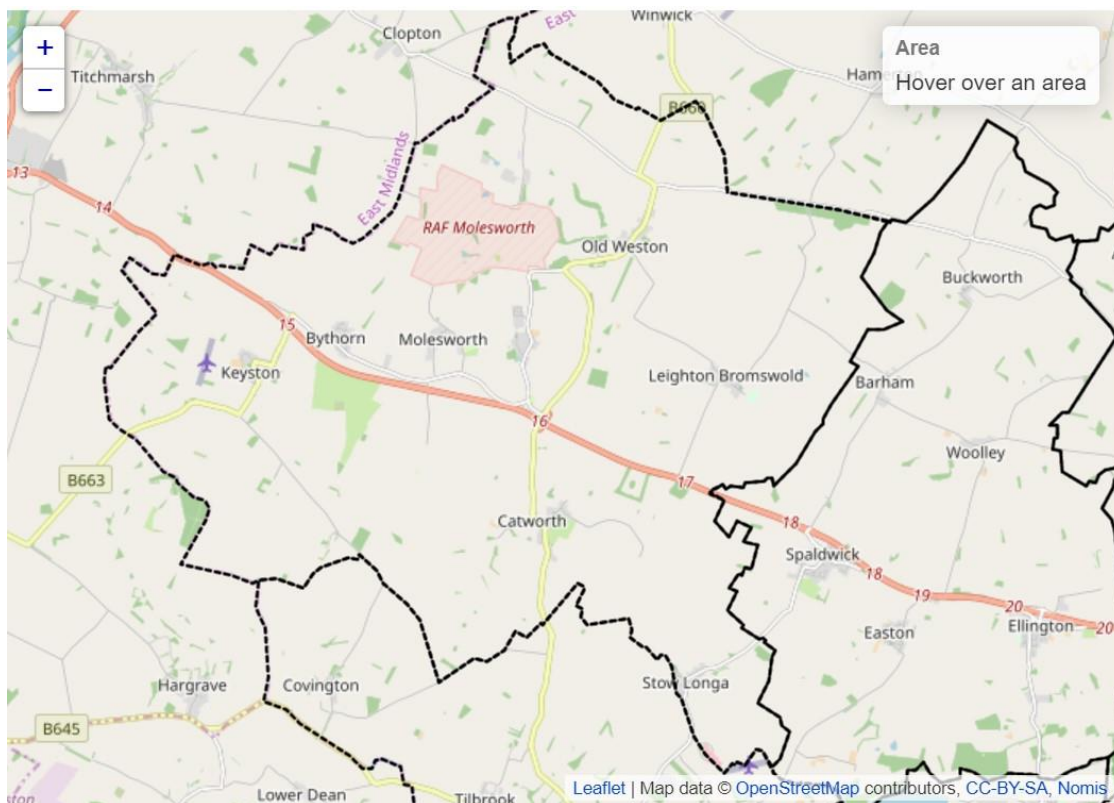 East
Winwick
Clopton
+
Area
Titchmarsh
Hover over an area
−
B660
East Midlands
13
14
RAF Molesworth
Old Weston
Buckworth
15
Bythorn
Molesworth
Keyston
Leighton Bromswold
Barham
16
Woolley
B663
17
Catworth
18
Spaldwick
18
19
20
Easton
Ellington
20
Hargrave
Covington
Stow Longa
B645
Lower Dean
Tilbrook
Leaflet | Map data © OpenStreetMap contributors, CC-BY-SA, Nomis